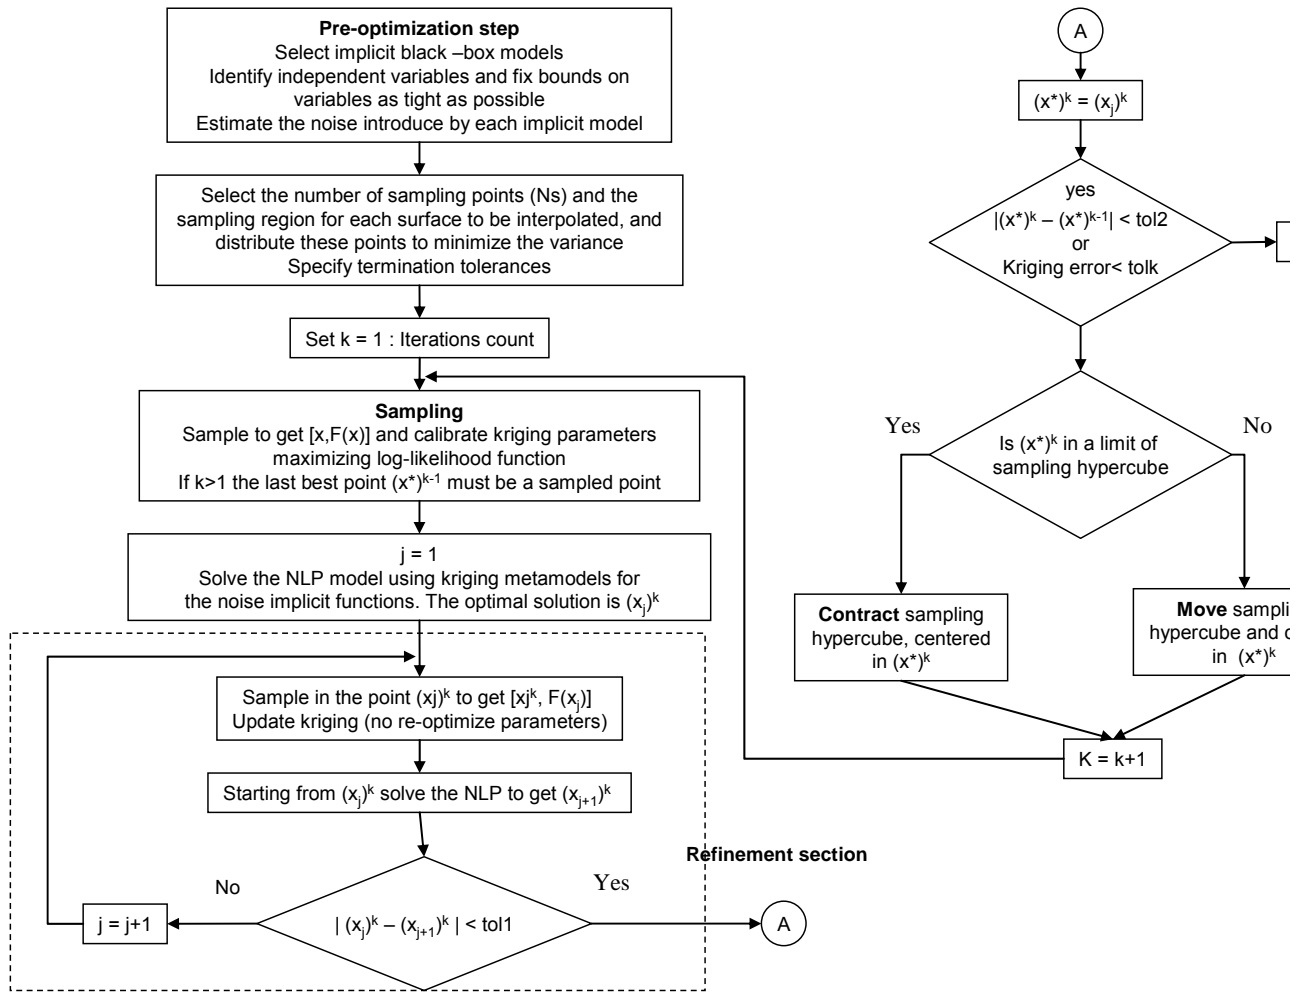 Pre-optimization step
Select implicit black –box models
Identify independent variables and fix bounds on
variables as tight as possible
Estimate the noise introduce by each implicit model
Select the number of sampling points (Ns) and the
sampling region for each surface to be interpolated, and
distribute these points to minimize the variance
Specify termination tolerances
Set k = 1 : Iterations count
Sampling
Sample to get [x,F(x)] and calibrate kriging parameters
maximizing log-likelihood function
If k>1 the last best point (x*)^k-1 must be a sampled point
j = 1
Solve the NLP model using kriging metamodels for
the noise implicit functions. The optimal solution is (x_j)^k
Sample in the point (xj)^k to get [xj^k, F(x_j)]
Update kriging (no re-optimize parameters)
Starting from (x_j)^k solve the NLP to get (x_{j+1})^k
Refinement section
No
Yes
j = j+1
| (x_j)^k – (x_{j+1})^k | < tol1
A
A
(x*)^k = (x_j)^k
yes
|(x*)^k – (x*)^k-1| < tol2
or
Kriging error< tolk
Yes
No
Is (x*)^k in a limit of
sampling hypercube
Contract sampling
hypercube, centered
in (x*)^k
Move sampli
hypercube and c
in (x*)^k
K = k+1